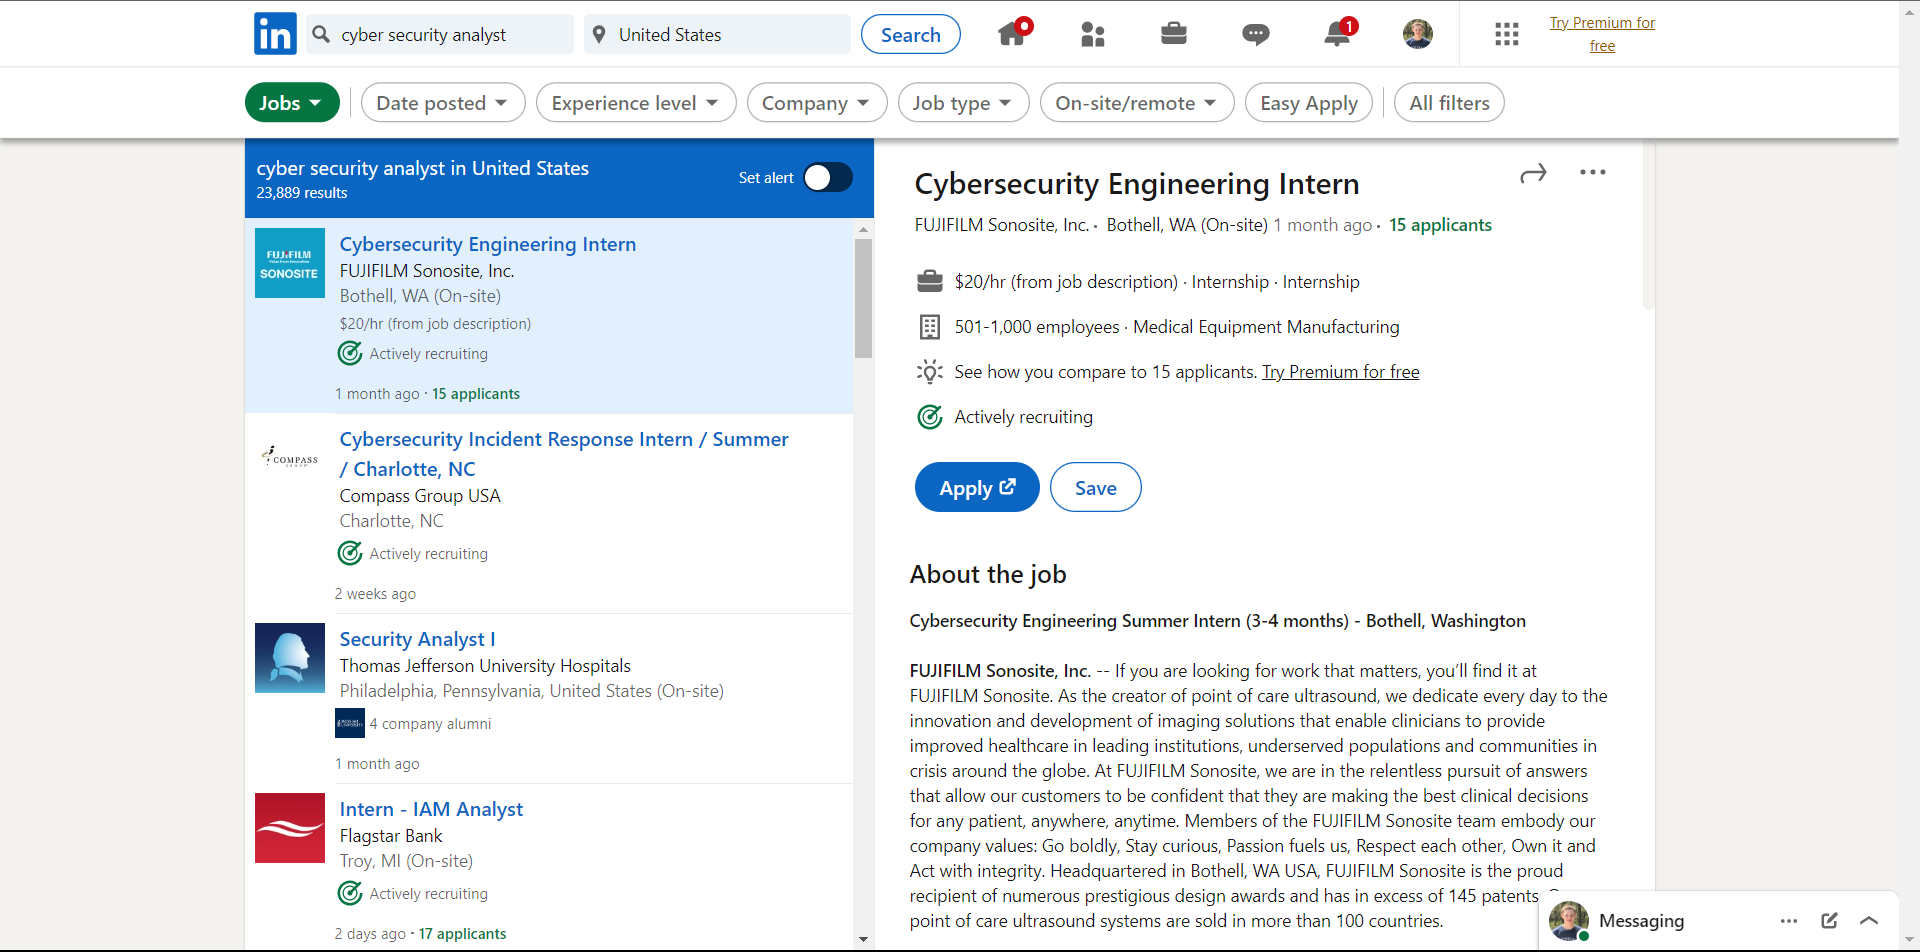 in
cyber security analyst
United States
Search
1
Try Premium for
free
Jobs
Date posted
Experience level
Company
Job type
On-site/remote
Easy Apply
All filters
cyber security analyst in United States
23,889 results
Set alert
FUJIFILM
SONOSITE
Cybersecurity Engineering Intern
FUJIFILM Sonosite, Inc.
Bothell, WA (On-site)
$20/hr (from job description)
Actively recruiting
1 month ago · 15 applicants
COMPASS
Cybersecurity Incident Response Intern / Summer
/ Charlotte, NC
Compass Group USA
Charlotte, NC
Actively recruiting
2 weeks ago
Security Analyst I
Thomas Jefferson University Hospitals
Philadelphia, Pennsylvania, United States (On-site)
4 company alumni
1 month ago
Intern - IAM Analyst
Flagstar Bank
Troy, MI (On-site)
Actively recruiting
2 days ago · 17 applicants
Cybersecurity Engineering Intern
FUJIFILM Sonosite, Inc. · Bothell, WA (On-site) 1 month ago · 15 applicants
$20/hr (from job description) · Internship · Internship
501-1,000 employees · Medical Equipment Manufacturing
See how you compare to 15 applicants. Try Premium for free
Actively recruiting
Apply
Save
About the job
Cybersecurity Engineering Summer Intern (3-4 months) - Bothell, Washington
FUJIFILM Sonosite, Inc. -- If you are looking for work that matters, you’ll find it at
FUJIFILM Sonosite. As the creator of point of care ultrasound, we dedicate every day to the
innovation and development of imaging solutions that enable clinicians to provide
improved healthcare in leading institutions, underserved populations and communities in
crisis around the globe. At FUJIFILM Sonosite, we are in the relentless pursuit of answers
that allow our customers to be confident that they are making the best clinical decisions
for any patient, anywhere, anytime. Members of the FUJIFILM Sonosite team embody our
company values: Go boldly, Stay curious, Passion fuels us, Respect each other, Own it and
Act with integrity. Headquartered in Bothell, WA USA, FUJIFILM Sonosite is the proud
recipient of numerous prestigious design awards and has in excess of 145 patents.
point of care ultrasound systems are sold in more than 100 countries.
Messaging